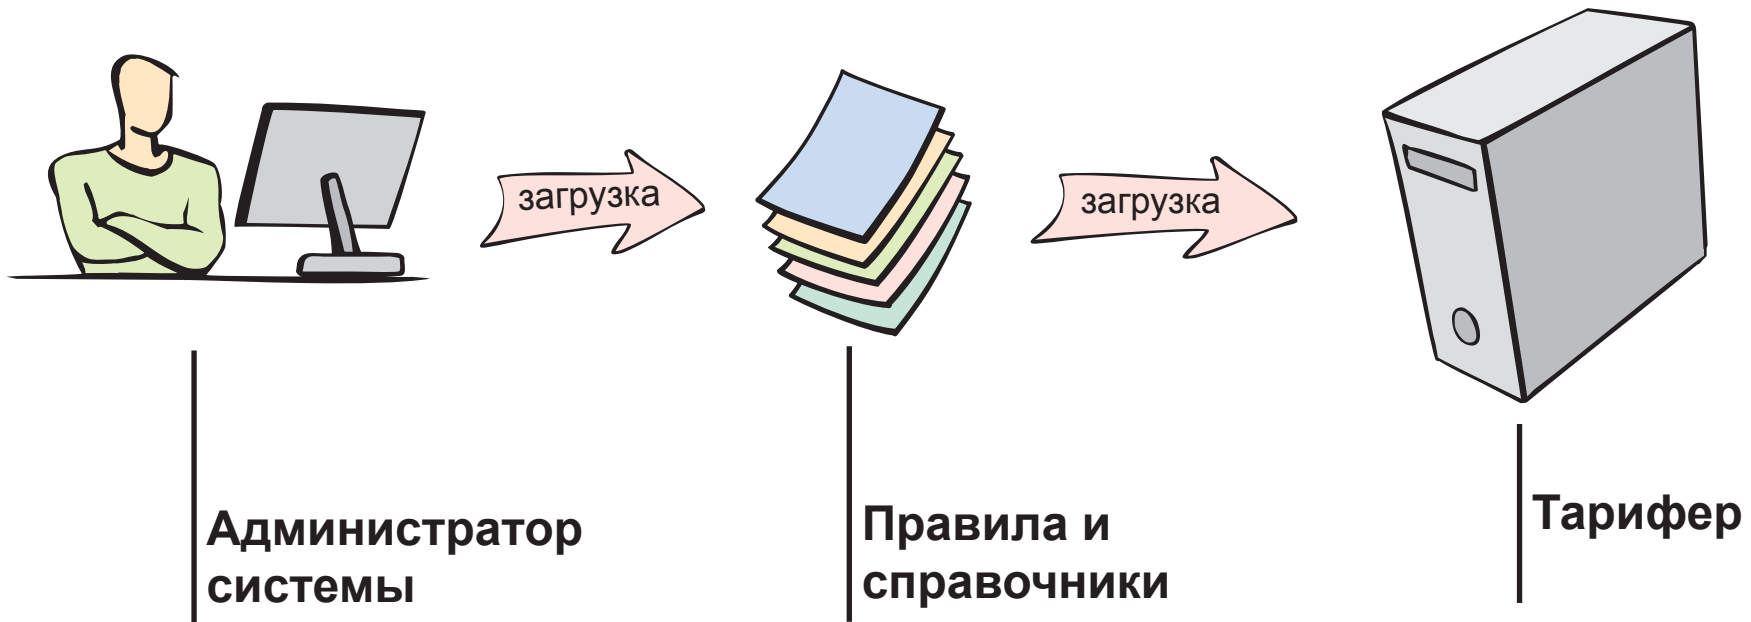 загрузка
загрузка
Администратор
системы
Правила и
справочники
Тарифер